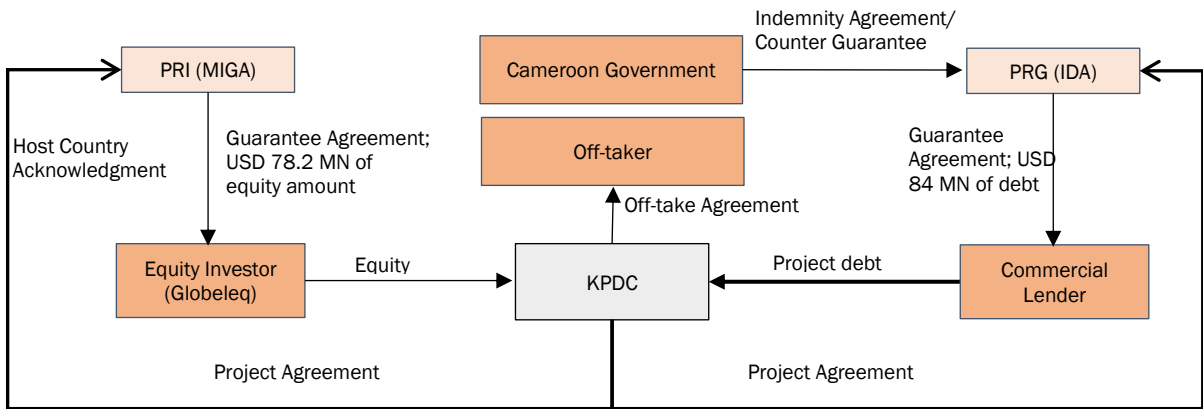 Indemnity Agreement/
Counter Guarantee
PRI (MIGA)
Cameroon Government
PRG (IDA)
Host Country
Acknowledgment
Guarantee Agreement;
USD 78.2 MN of
equity amount
Off-taker
Guarantee
Agreement; USD
84 MN of debt
Off-take Agreement
Equity Investor
(Globeleq)
Equity
KPDC
Project debt
Commercial
Lender
Project Agreement
Project Agreement